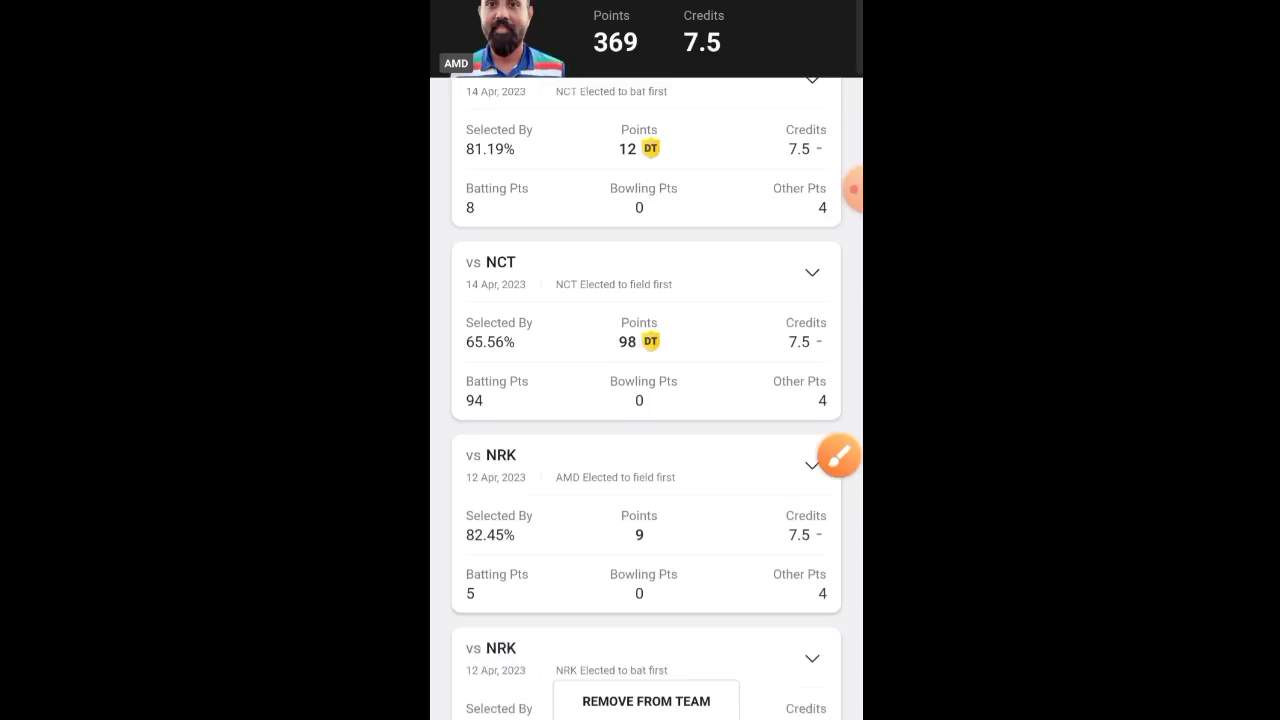 Points Credits
369 7.5
AMD
14 Apr, 2023 NCT Elected to bat first
Selected By Points Credits
81.19% 12 DT 7.5 -
Batting Pts Bowling Pts Other Pts
8 0 4
vs NCT
14 Apr, 2023 NCT Elected to field first
Selected By Points Credits
65.56% 98 DT 7.5 -
Batting Pts Bowling Pts Other Pts
94 0 4
vs NRK
12 Apr, 2023 AMD Elected to field first
Selected By Points Credits
82.45% 9 7.5 -
Batting Pts Bowling Pts Other Pts
5 0 4
vs NRK
12 Apr, 2023 NRK Elected to bat first
Selected By Credits
REMOVE FROM TEAM